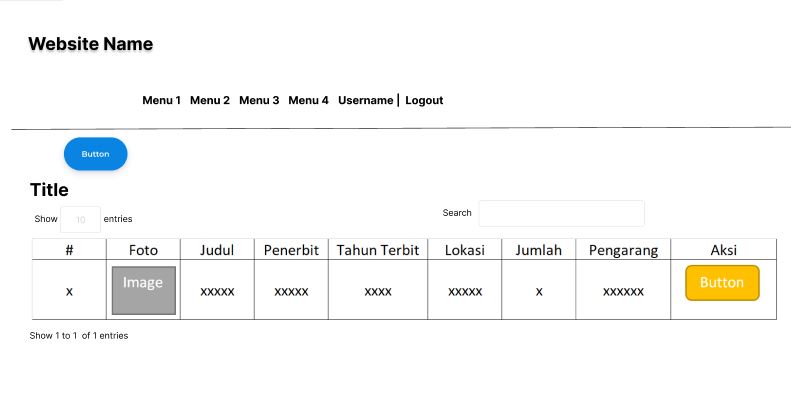 Website Name
Menu 1 Menu 2 Menu 3 Menu 4 Username | Logout
Button
Title
Show 10 entries Search
# Foto Judul Penerbit Tahun Terbit Lokasi Jumlah Pengarang Aksi
x Image xxxxx xxxxx xxxx xxxxx x xxxxxx Button
Show 1 to 1 of 1 entries